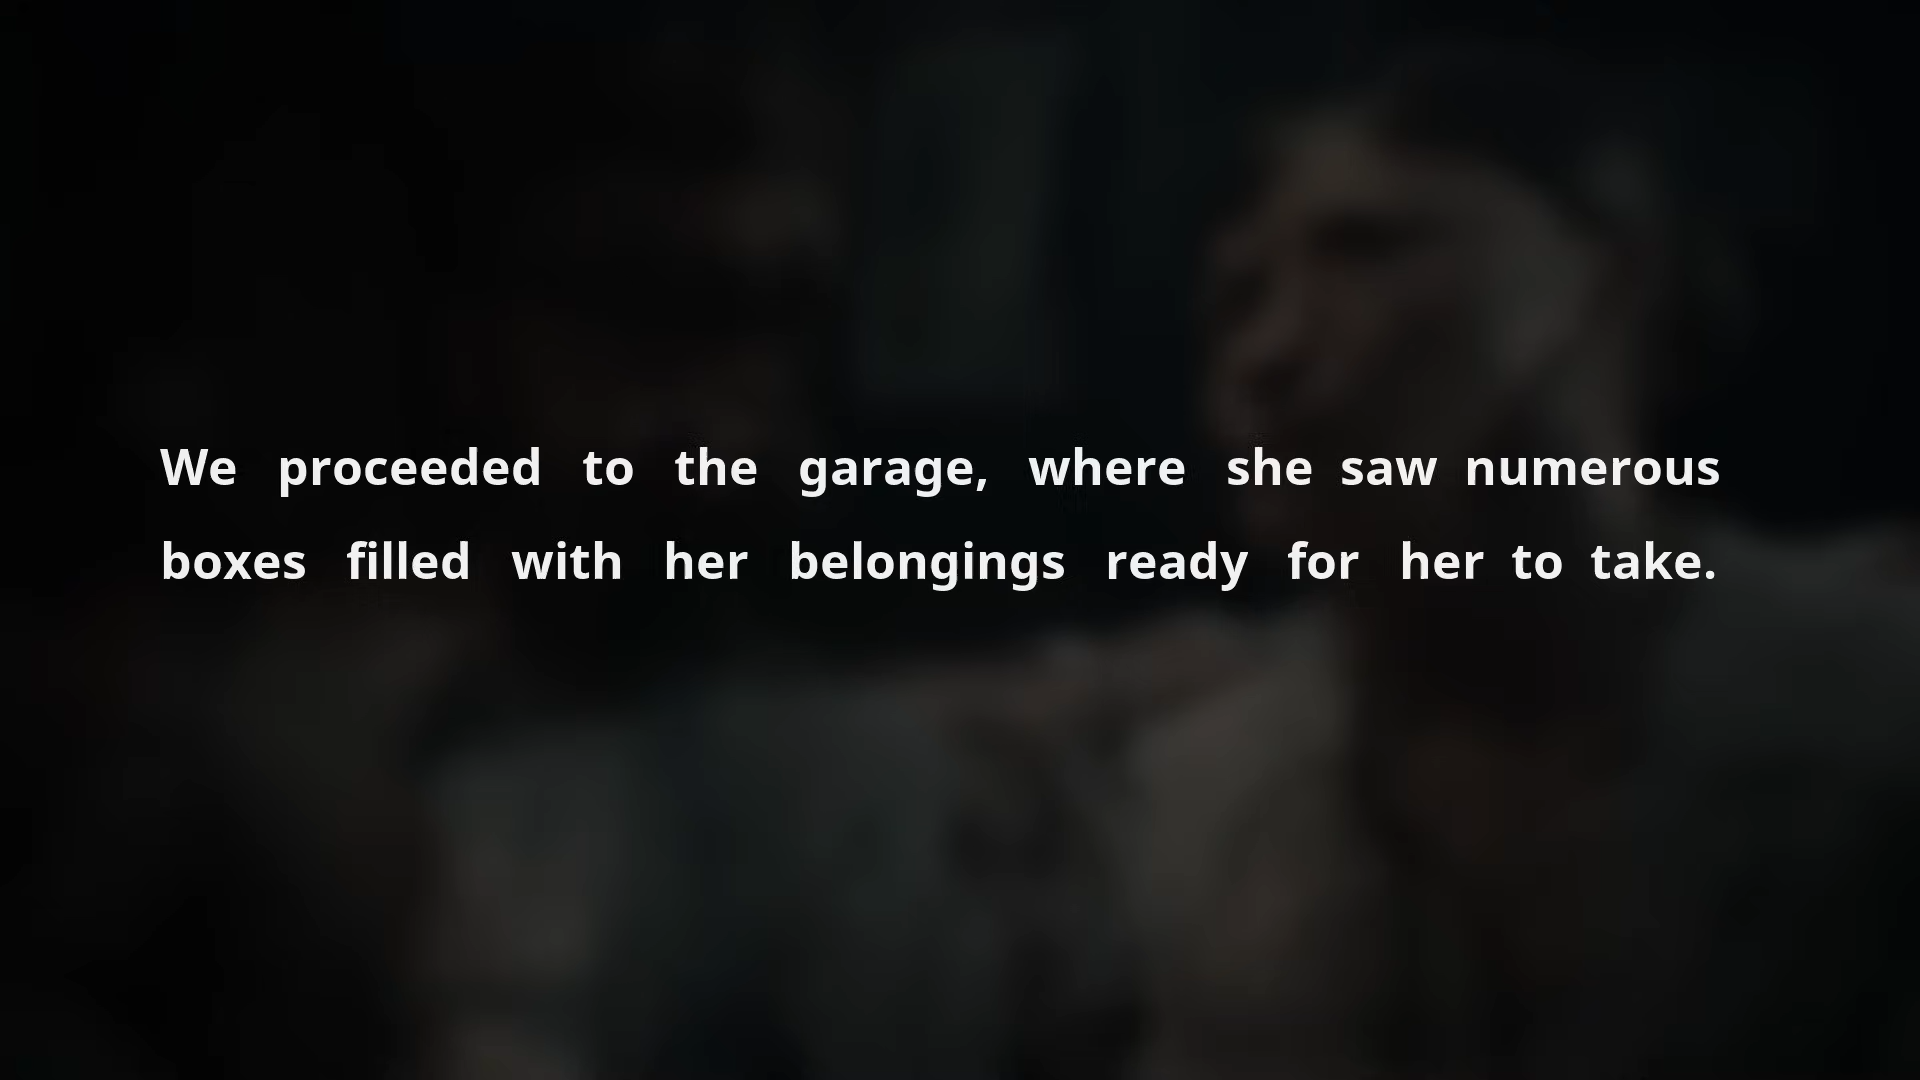 We proceeded to the garage, where she saw numerous
boxes filled with her belongings ready for her to take.